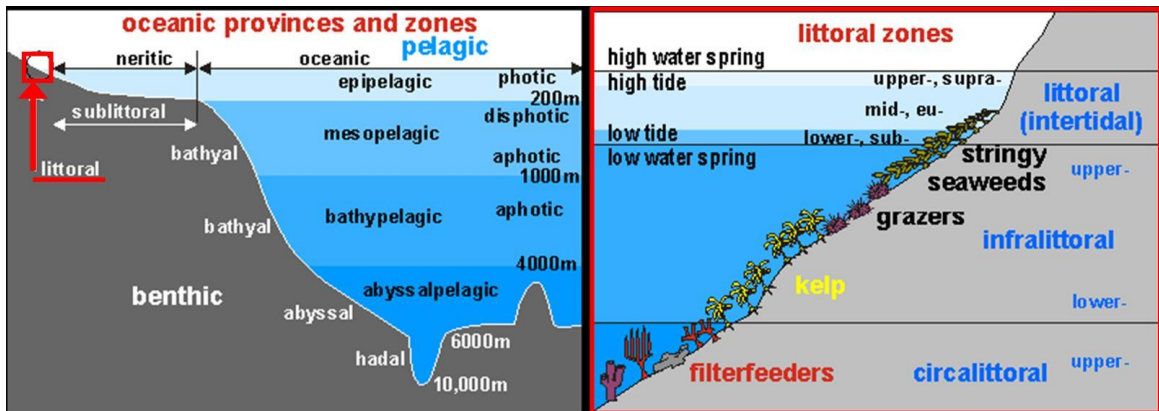 oceanic provinces and zones
pelagic
neritic
oceanic
epipelagic
photic
200m
disphotic
sublittoral
mesopelagic
bathyal
littoral
aphotic
1000m
bathyal
bathypelagic
aphotic
4000m
benthic
abyssalpelagic
abyssal
hadal
6000m
10,000m
littoral zones
high water spring
high tide
upper-, supra-
littoral
(intertidal)
mid-, eu-
low tide
lower-, sub-
low water spring
stringy
seaweeds
upper-
grazers
infralittoral
kelp
lower-
filterfeeders
circalittoral
upper-